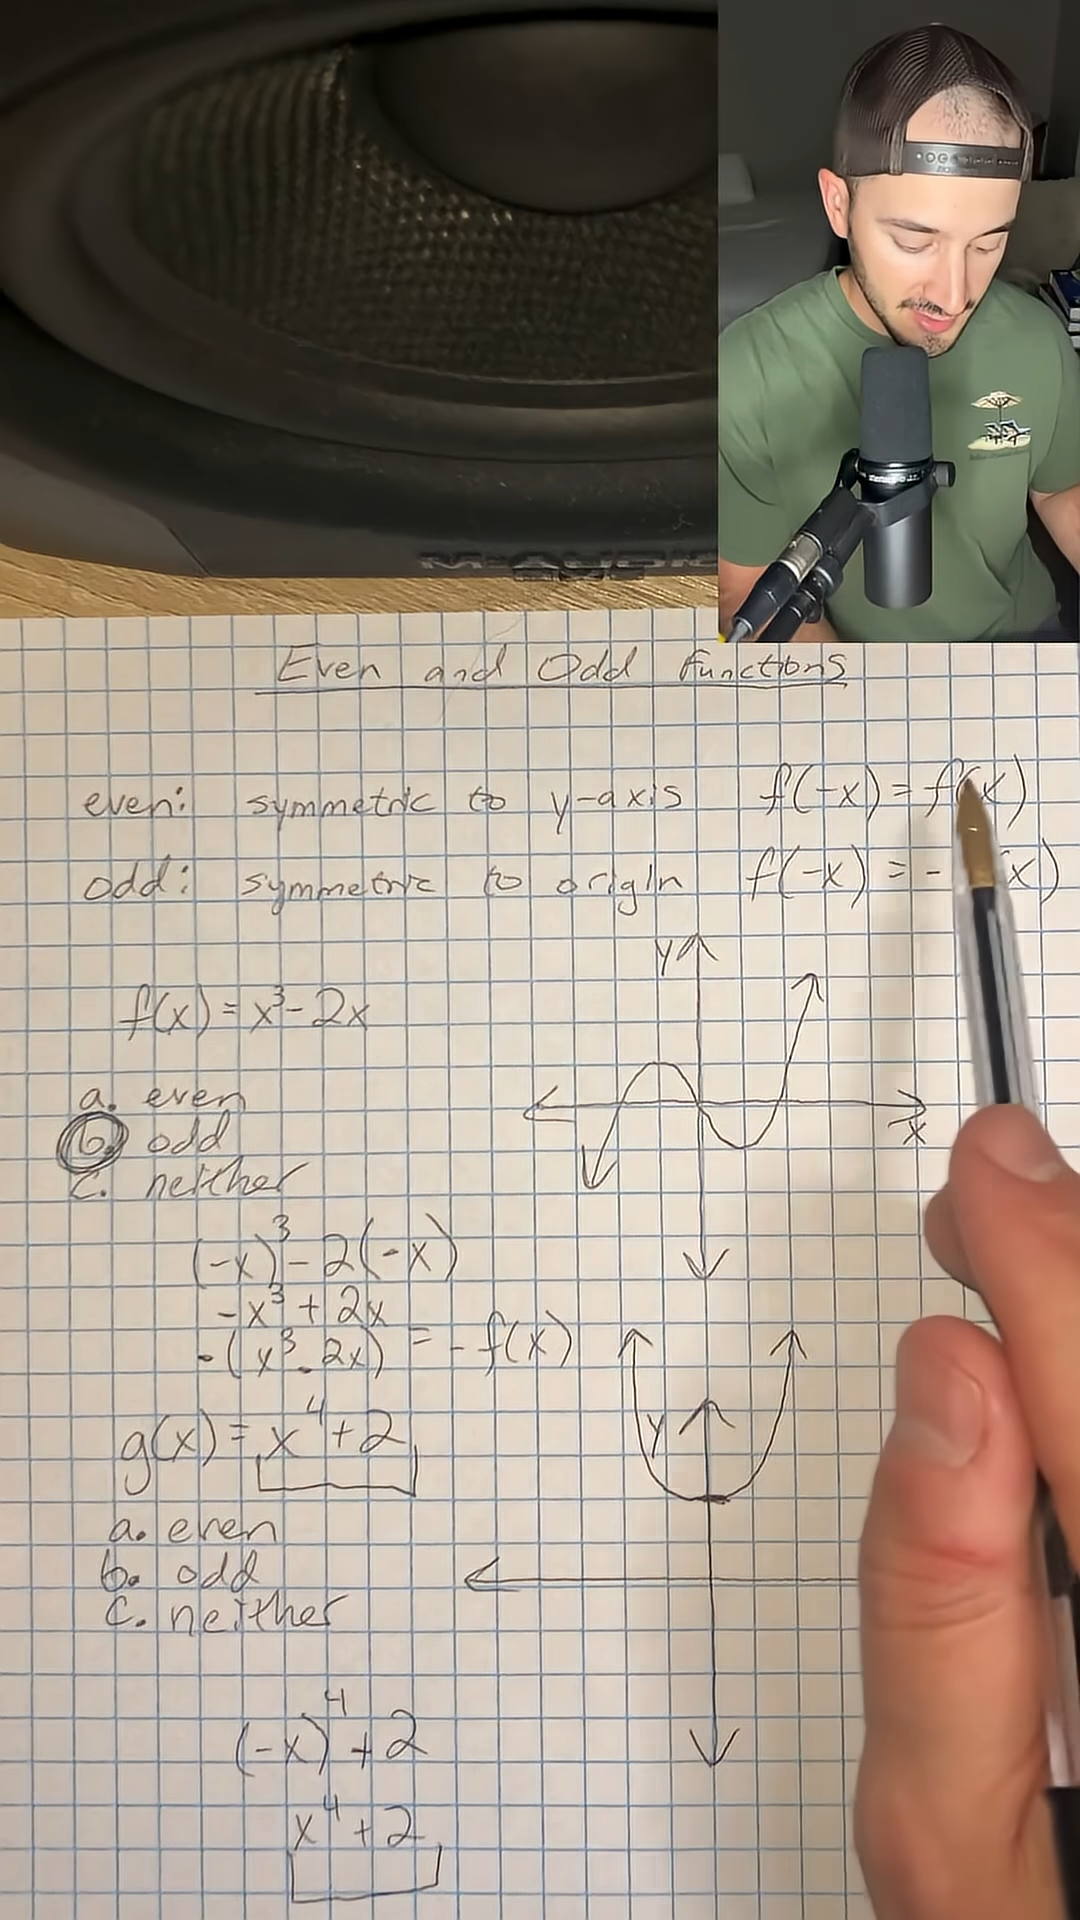 M-AUDIO
Even and Odd Functions
even: symmetric to y-axis f(-x) = f(x)
odd: symmetric to origin f(-x) = - (x)
y
f(x) = x³ - 2x
a. even
b. odd
c. neither
x
(-x)³ - 2(-x)
-x³ + 2x
-(x³ - 2x) = -f(x)
g(x) = x⁴ + 2
y
a. even
b. odd
c. neither
(-x)⁴ + 2
x⁴ + 2